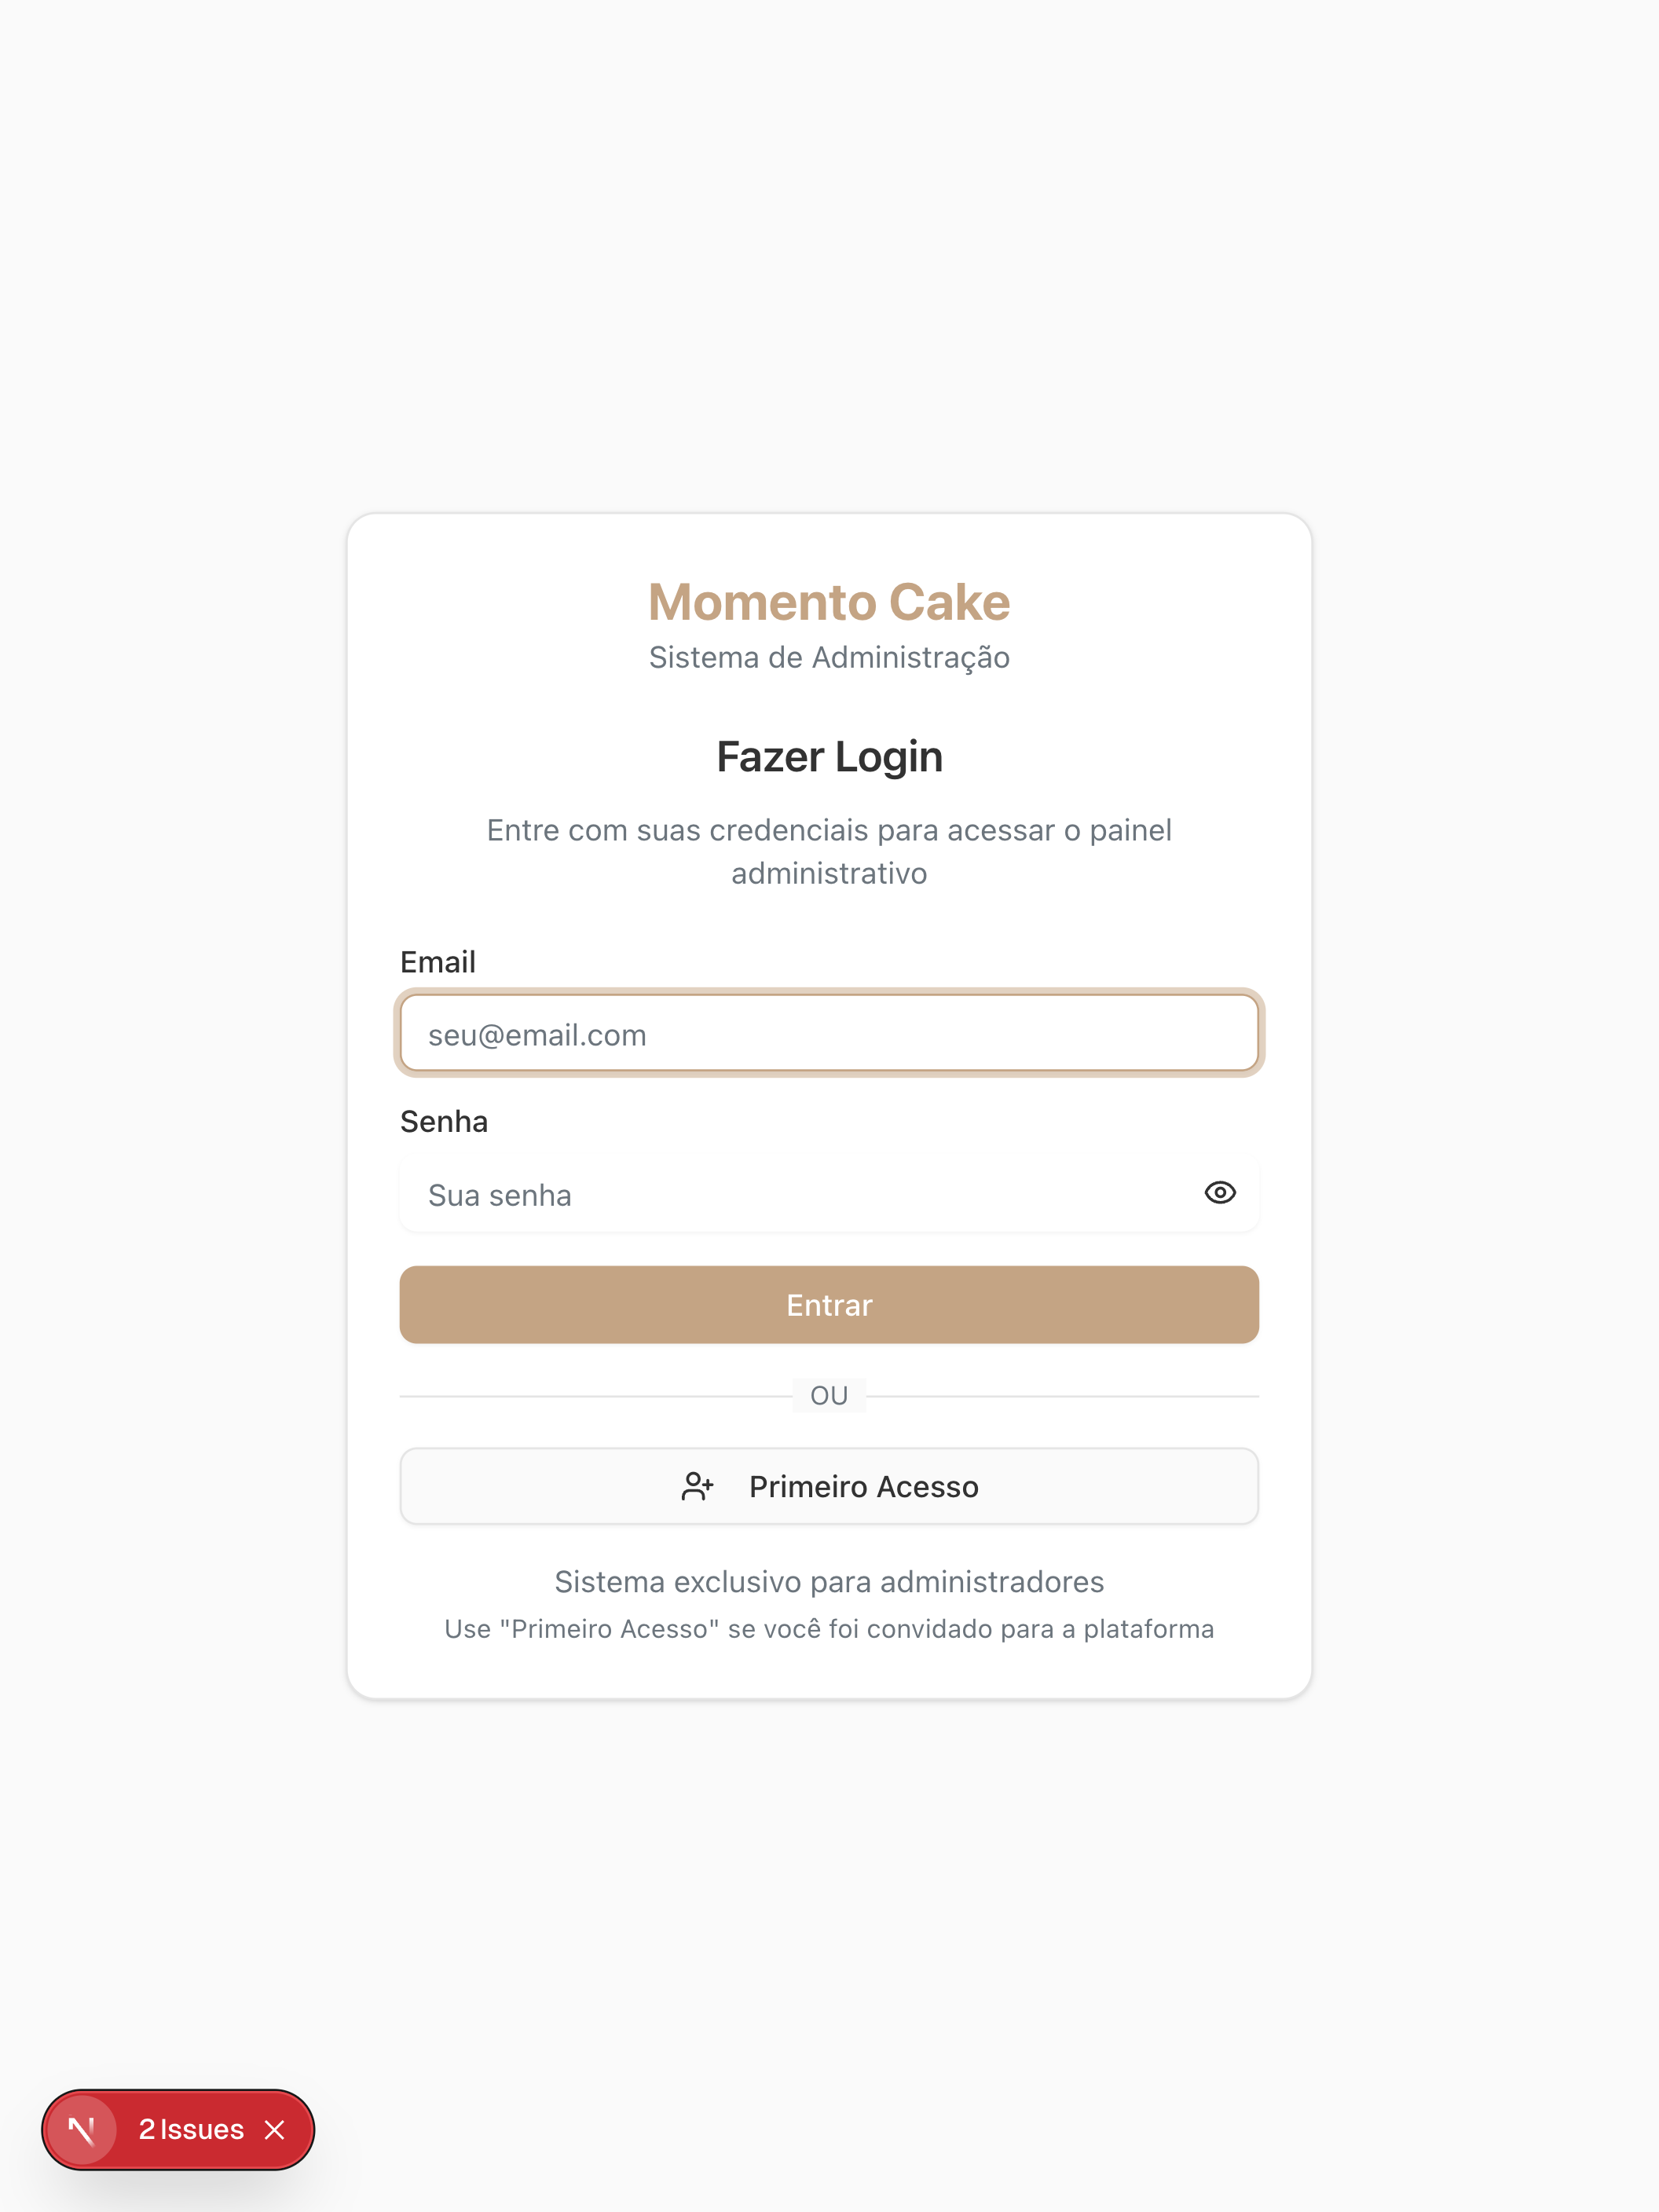 Momento Cake
Sistema de Administração
Fazer Login
Entre com suas credenciais para acessar o painel
administrativo
Email
seu@email.com
Senha
Sua senha
Entrar
OU
Primeiro Acesso
Sistema exclusivo para administradores
Use "Primeiro Acesso" se você foi convidado para a plataforma
2 Issues